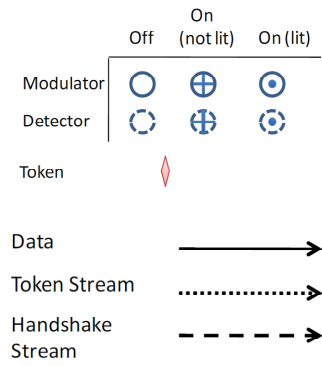 On
Off (not lit) On (lit)
Modulator
Detector
Token
Data
Token Stream
Handshake
Stream